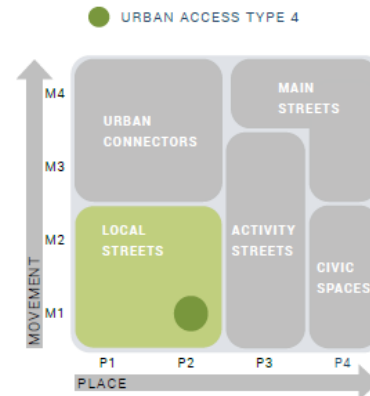 URBAN ACCESS TYPE 4
M4
MAIN
STREETS
URBAN
CONNECTORS
M3
LOCAL
STREETS
ACTIVITY
STREETS
M2
CIVIC
SPACES
M1
MOVEMENT
P1
P2
P3
P4
PLACE